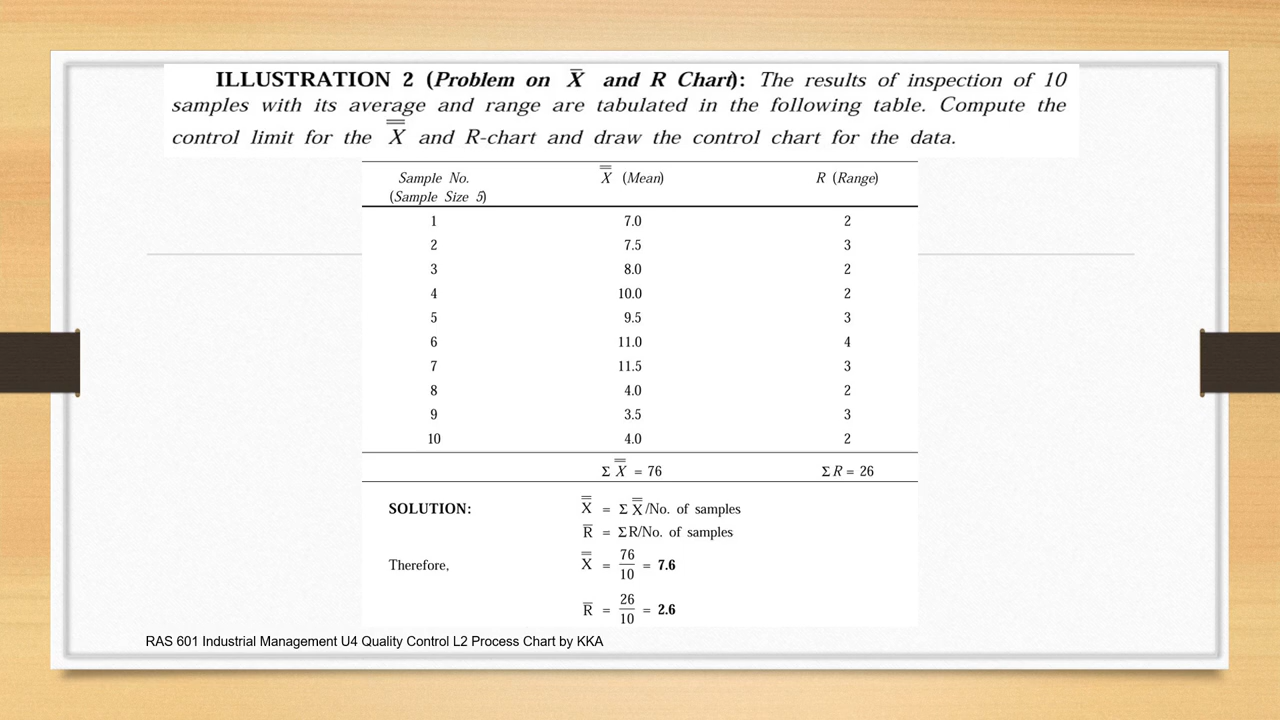 ILLUSTRATION 2 (Problem on X̅ and R Chart): The results of inspection of 10
samples with its average and range are tabulated in the following table. Compute the
control limit for the X̿ and R-chart and draw the control chart for the data.
Sample No. X̿ (Mean) R (Range)
(Sample Size 5)
1 7.0 2
2 7.5 3
3 8.0 2
4 10.0 2
5 9.5 3
6 11.0 4
7 11.5 3
8 4.0 2
9 3.5 3
10 4.0 2
Σ X̿ = 76 Σ R = 26
SOLUTION: X̿ = Σ X̿ /No. of samples
R̅ = ΣR/No. of samples
Therefore, X̿ = 76/10 = 7.6
R̅ = 26/10 = 2.6
RAS 601 Industrial Management U4 Quality Control L2 Process Chart by KKA